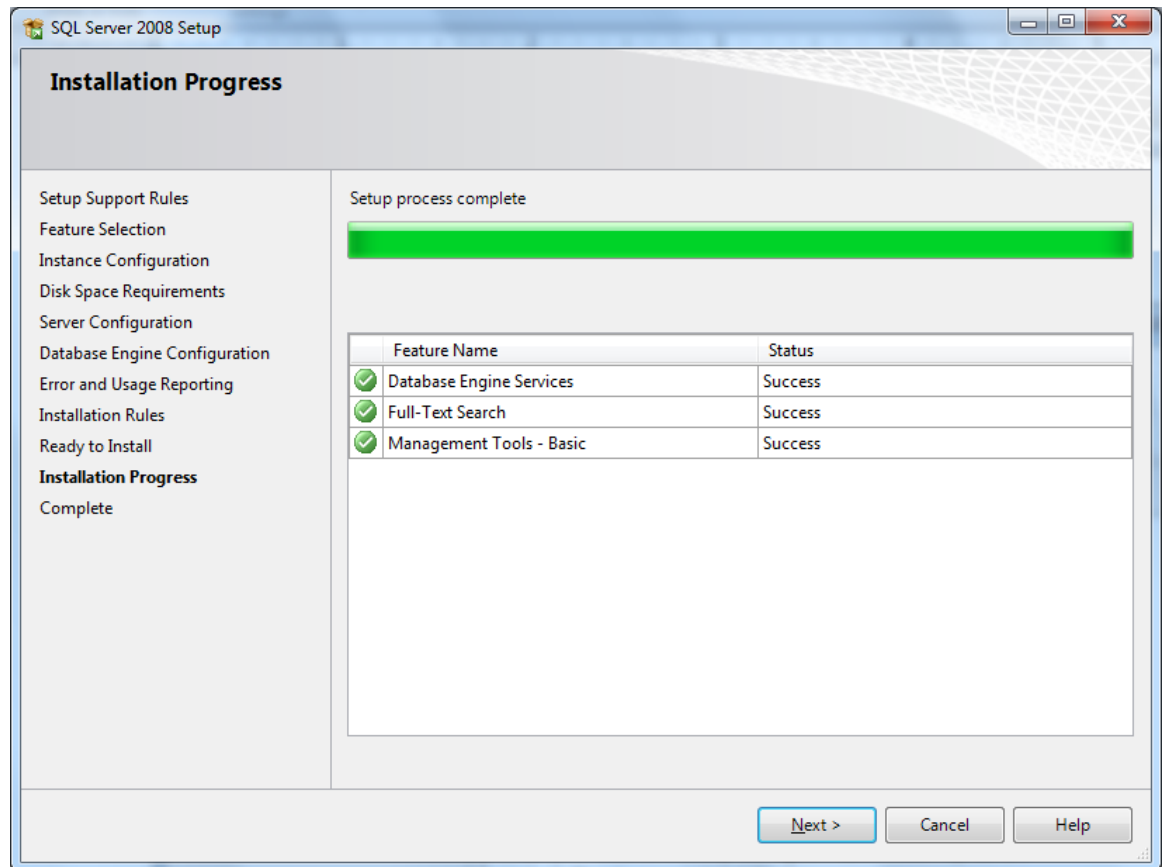 SQL Server 2008 Setup
Installation Progress
Setup Support Rules
Feature Selection
Instance Configuration
Disk Space Requirements
Server Configuration
Database Engine Configuration
Error and Usage Reporting
Installation Rules
Ready to Install
Installation Progress
Complete
Setup process complete
Feature Name Status
Database Engine Services Success
Full-Text Search Success
Management Tools - Basic Success
Next > Cancel Help